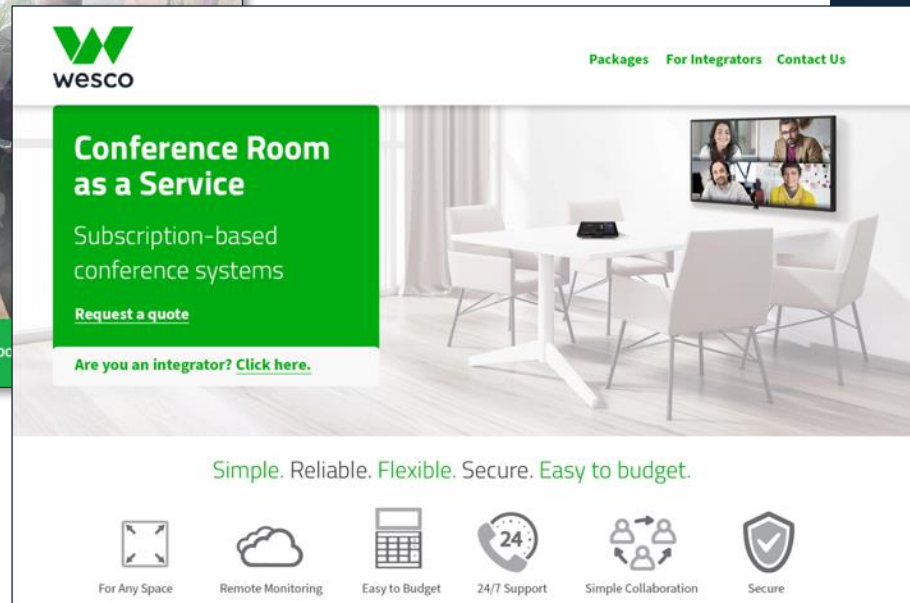 wesco
Packages For Integrators Contact Us
Conference Room
as a Service
Subscription-based
conference systems
Request a quote
Are you an integrator? Click here.
Simple. Reliable. Flexible. Secure. Easy to budget.
24
For Any Space Remote Monitoring Easy to Budget 24/7 Support Simple Collaboration Secure